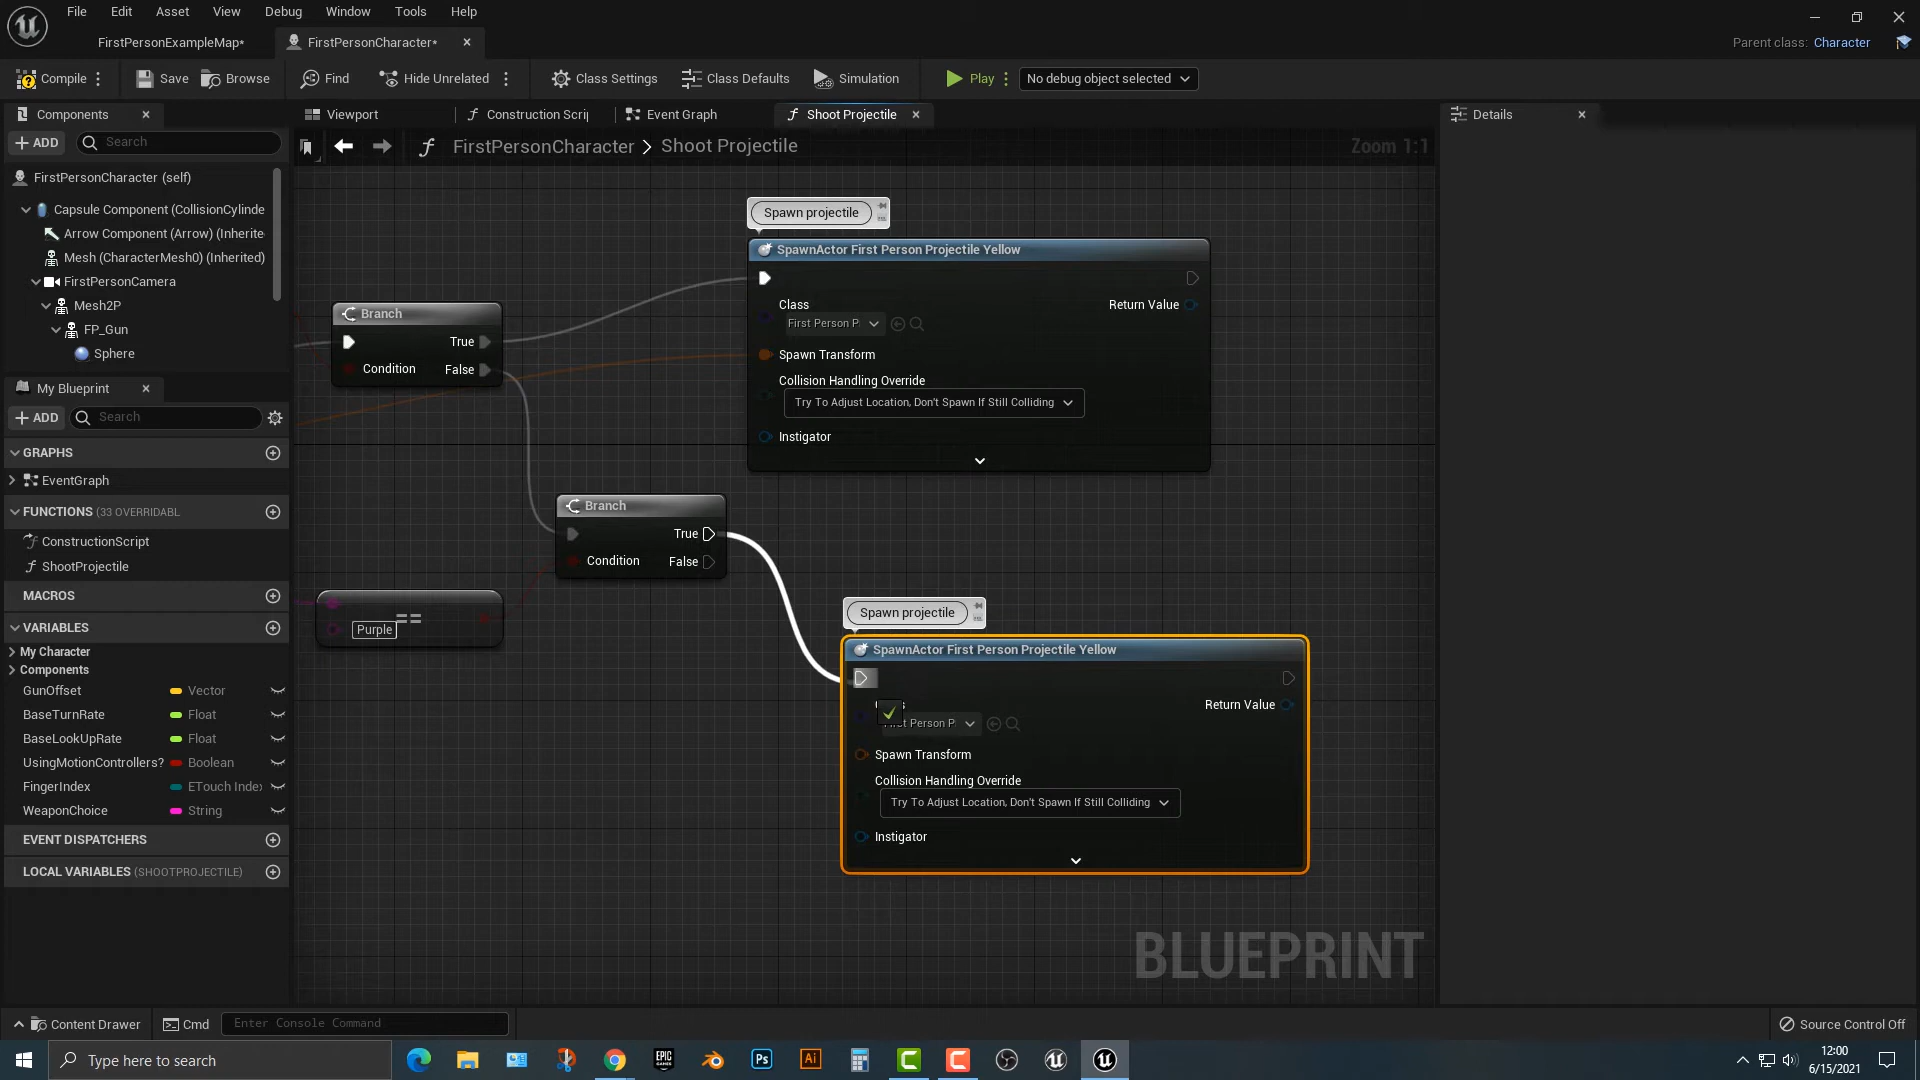 File Edit Asset View Debug Window Tools Help
FirstPersonExampleMap*
FirstPersonCharacter*
Parent class: Character
Compile
Save
Browse
Find
Hide Unrelated
Class Settings
Class Defaults
Simulation
Play
No debug object selected
Components
ADD
Search
FirstPersonCharacter (self)
Capsule Component (CollisionCylinde
Arrow Component (Arrow) (Inherite
Mesh (CharacterMesh0) (Inherited)
FirstPersonCamera
Mesh2P
FP_Gun
Sphere
My Blueprint
ADD
Search
GRAPHS
EventGraph
FUNCTIONS (33 OVERRIDABL
ConstructionScript
ShootProjectile
MACROS
VARIABLES
My Character
Components
GunOffset Vector
BaseTurnRate Float
BaseLookUpRate Float
UsingMotionControllers? Boolean
FingerIndex ETouch Index
WeaponChoice String
EVENT DISPATCHERS
LOCAL VARIABLES (SHOOTPROJECTILE)
Viewport
Construction Scri
Event Graph
Shoot Projectile
FirstPersonCharacter > Shoot Projectile
Zoom 1:1
Spawn projectile
SpawnActor First Person Projectile Yellow
Class
Return Value
First Person P
Spawn Transform
Collision Handling Override
Try To Adjust Location, Don't Spawn If Still Colliding
Instigator
Branch
True
Condition
False
Branch
True
Condition
False
==
Purple
Spawn projectile
SpawnActor First Person Projectile Yellow
Return Value
Person P
Spawn Transform
Collision Handling Override
Try To Adjust Location, Don't Spawn If Still Colliding
Instigator
BLUEPRINT
Details
Content Drawer
Cmd
Enter Console Command
Source Control Off
Type here to search
EPIC
GAMES
Ps
Ai
12:00
6/15/2021